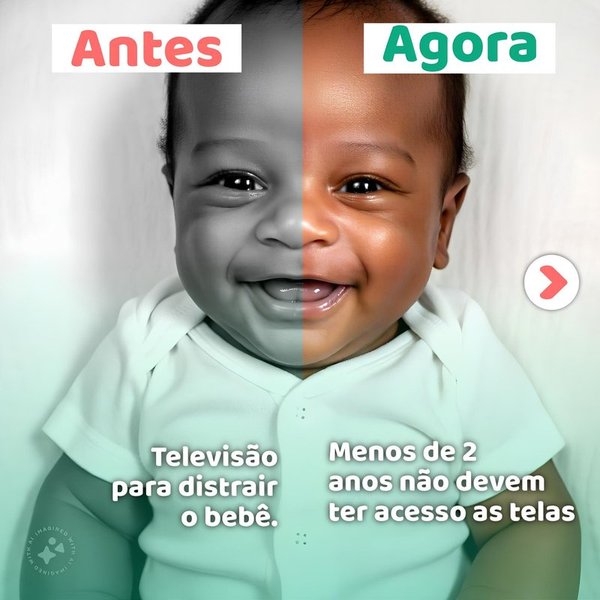 Antes
Agora
Televisão
para distrair
o bebê.
Menos de 2
anos não devem
ter acesso as telas
IMAGINED WITH AI